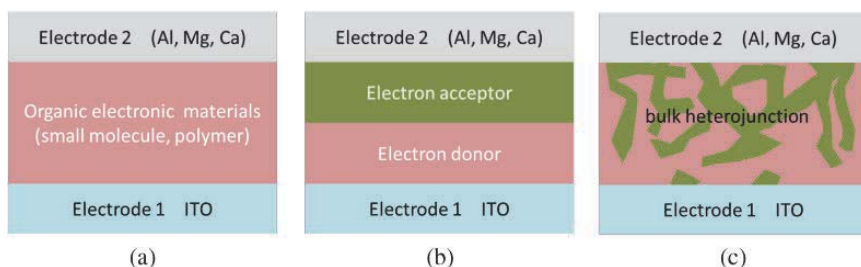 Electrode 2 (Al, Mg, Ca)
Organic electronic materials
(small molecule, polymer)
Electrode 1 ITO
(a)
Electrode 2 (Al, Mg, Ca)
Electron acceptor
Electron donor
Electrode 1 ITO
(b)
Electrode 2 (Al, Mg, Ca)
bulk heterojunction
Electrode 1 ITO
(c)